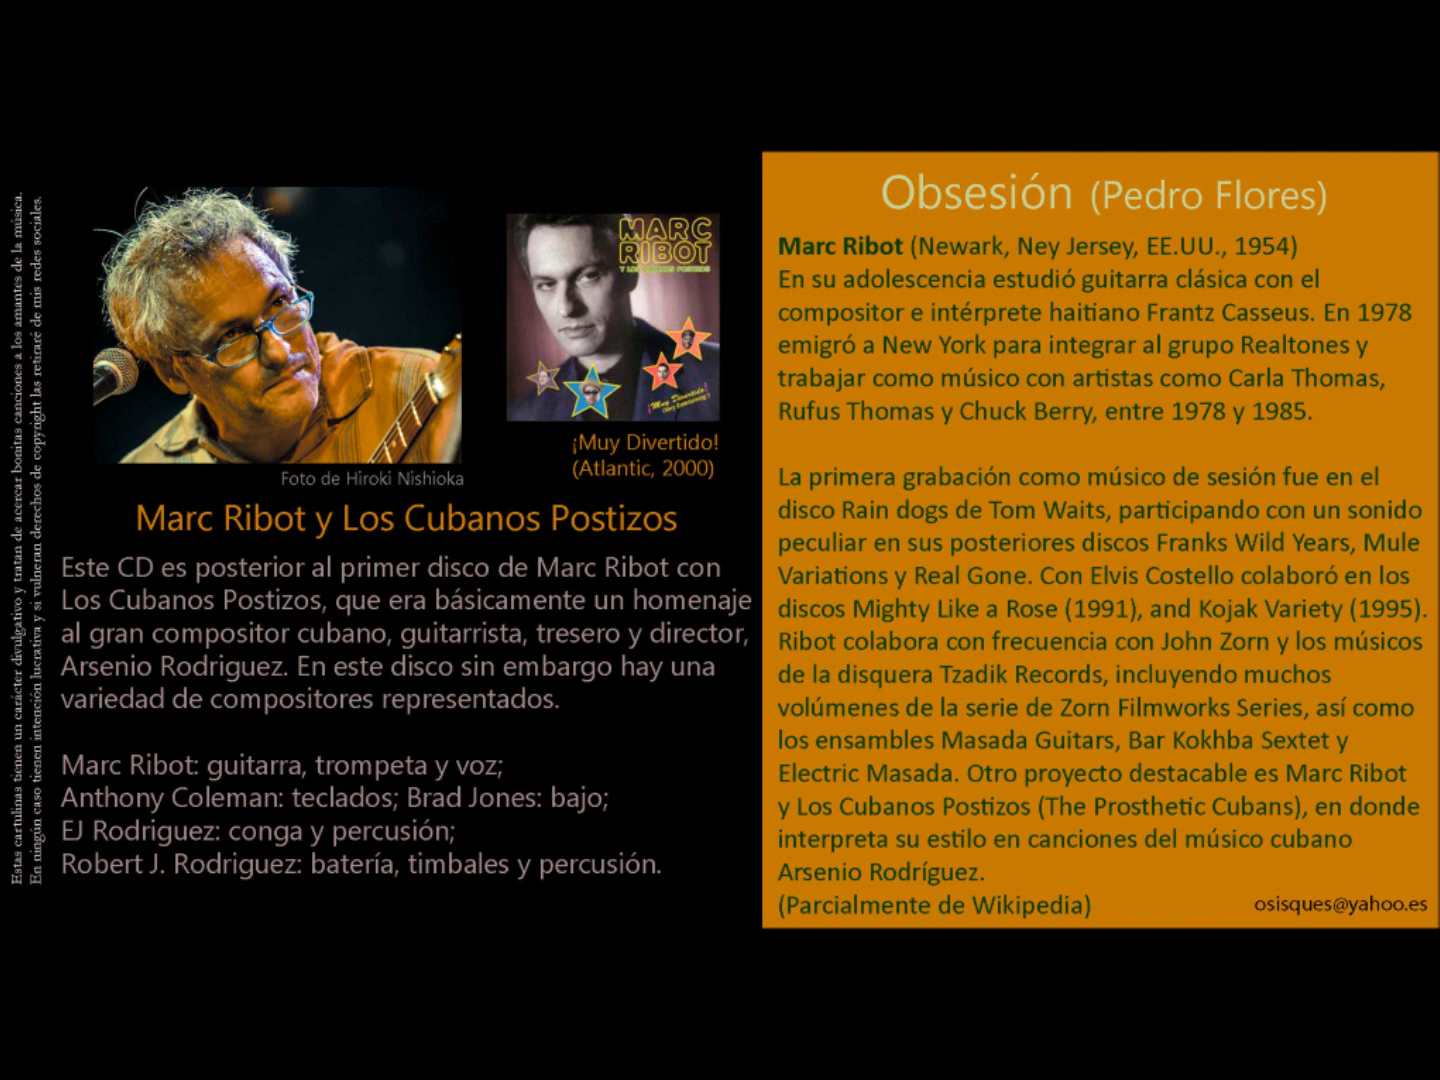 Estas cartulinas tienen un carácter divulgativo y tratan de acercar bonitas canciones a los amantes de la música.
En ningún caso tienen intención lucrativa y si vulneran derechos de copyright las retiraré de mis redes sociales.
MARC
RIBOT
Y LOS CUBANOS POSTIZOS
¡Muy Divertido!
(Very Entertaining!)
¡Muy Divertido!
(Atlantic, 2000)
Foto de Hiroki Nishioka
Marc Ribot y Los Cubanos Postizos
Este CD es posterior al primer disco de Marc Ribot con
Los Cubanos Postizos, que era básicamente un homenaje
al gran compositor cubano, guitarrista, tresero y director,
Arsenio Rodriguez. En este disco sin embargo hay una
variedad de compositores representados.
Marc Ribot: guitarra, trompeta y voz;
Anthony Coleman: teclados; Brad Jones: bajo;
EJ Rodriguez: conga y percusión;
Robert J. Rodriguez: batería, timbales y percusión.
Obsesión (Pedro Flores)
Marc Ribot (Newark, Ney Jersey, EE.UU., 1954)
En su adolescencia estudió guitarra clásica con el
compositor e intérprete haitiano Frantz Casseus. En 1978
emigró a New York para integrar al grupo Realtones y
trabajar como músico con artistas como Carla Thomas,
Rufus Thomas y Chuck Berry, entre 1978 y 1985.
La primera grabación como músico de sesión fue en el
disco Rain dogs de Tom Waits, participando con un sonido
peculiar en sus posteriores discos Franks Wild Years, Mule
Variations y Real Gone. Con Elvis Costello colaboró en los
discos Mighty Like a Rose (1991), and Kojak Variety (1995).
Ribot colabora con frecuencia con John Zorn y los músicos
de la disquera Tzadik Records, incluyendo muchos
volúmenes de la serie de Zorn Filmworks Series, así como
los ensambles Masada Guitars, Bar Kokhba Sextet y
Electric Masada. Otro proyecto destacable es Marc Ribot
y Los Cubanos Postizos (The Prosthetic Cubans), en donde
interpreta su estilo en canciones del músico cubano
Arsenio Rodríguez.
(Parcialmente de Wikipedia)
osisques@yahoo.es